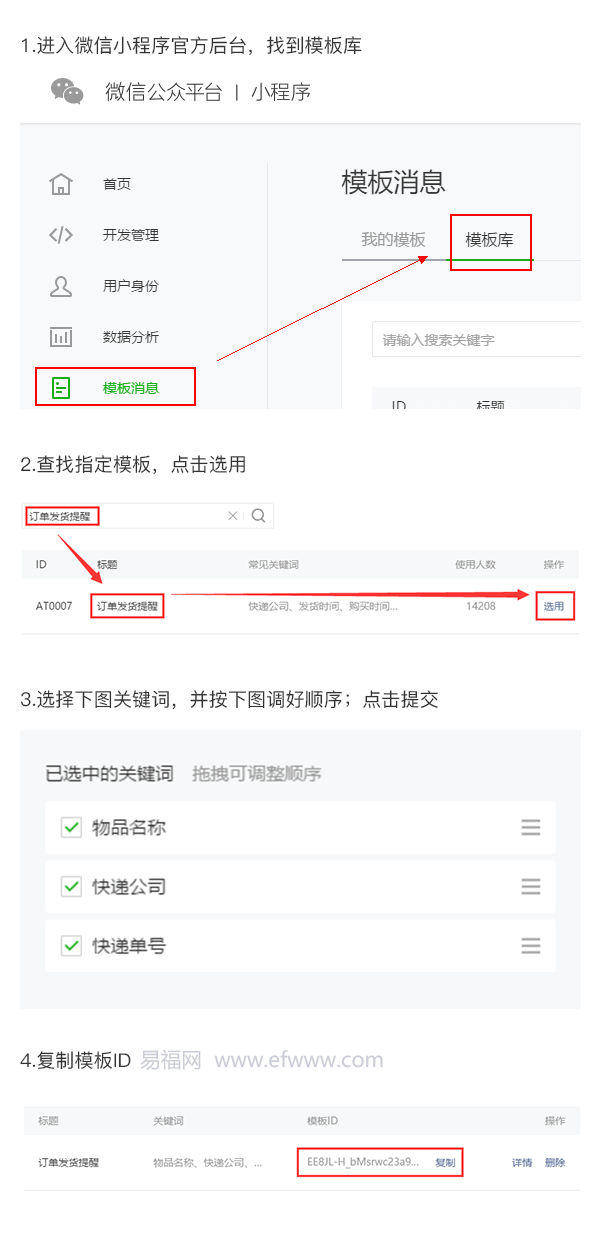 1.进入微信小程序官方后台，找到模板库
微信公众平台 | 小程序
首页
开发管理
用户身份
数据分析
模板消息
模板消息
我的模板 模板库
请输入搜索关键字
ID 标题
2.查找指定模板，点击选用
订单发货提醒
ID 标题 常见关键词 使用人数 操作
AT0007 订单发货提醒 快递公司、发货时间、购买时间... 14208 选用
3.选择下图关键词，并按下图调好顺序；点击提交
已选中的关键词 拖拽可调整顺序
物品名称
快递公司
快递单号
4.复制模板ID 易福网 www.efwww.com
标题 关键词 模板ID 操作
订单发货提醒 物品名称、快递公司、... EE8JL-H_bMsrwc23a9... 复制 详情 删除